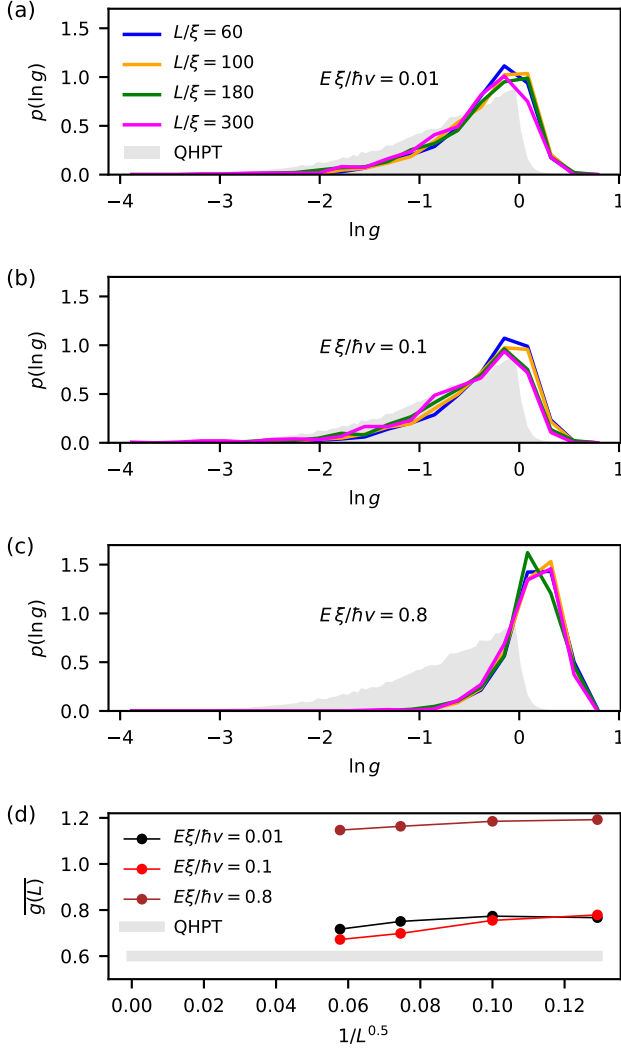 (a)
p(ln g)
1.5
1.0
0.5
0.0
L/ξ = 60
L/ξ = 100
L/ξ = 180
L/ξ = 300
QHPT
Eξ/ħv = 0.01
−4 −3 −2 −1 0 1
ln g
(b)
p(ln g)
1.5
1.0
0.5
0.0
Eξ/ħv = 0.1
−4 −3 −2 −1 0 1
ln g
(c)
p(ln g)
1.5
1.0
0.5
0.0
Eξ/ħv = 0.8
−4 −3 −2 −1 0 1
ln g
(d)
g(L)
1.2
1.0
0.8
0.6
Eξ/ħv = 0.01
Eξ/ħv = 0.1
Eξ/ħv = 0.8
QHPT
0.00 0.02 0.04 0.06 0.08 0.10 0.12
1/L^0.5